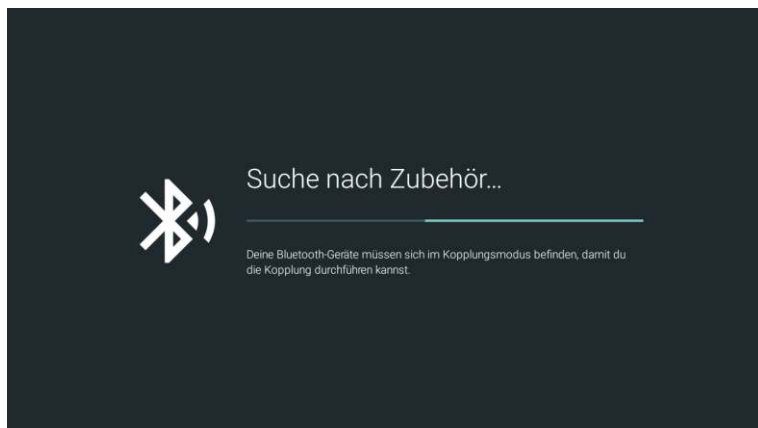 Suche nach Zubehör...
Deine Bluetooth-Geräte müssen sich im Kopplungsmodus befinden, damit du
die Kopplung durchführen kannst.